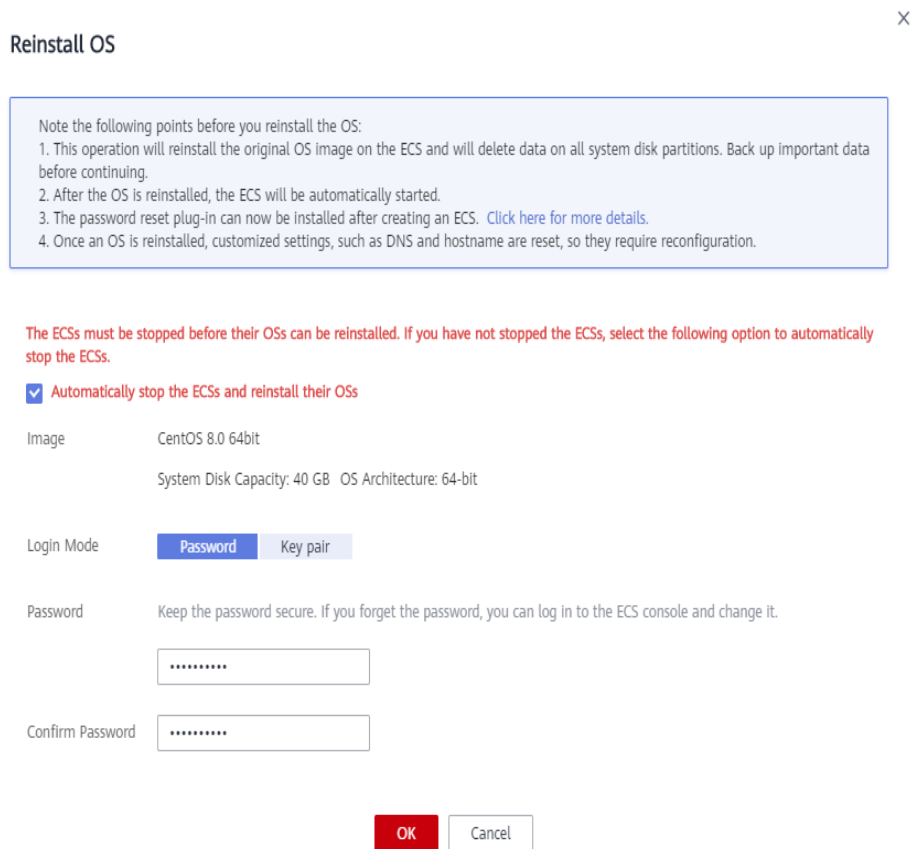 X
Reinstall OS
Note the following points before you reinstall the OS:
1. This operation will reinstall the original OS image on the ECS and will delete data on all system disk partitions. Back up important data
before continuing.
2. After the OS is reinstalled, the ECS will be automatically started.
3. The password reset plug-in can now be installed after creating an ECS. Click here for more details.
4. Once an OS is reinstalled, customized settings, such as DNS and hostname are reset, so they require reconfiguration.
The ECSs must be stopped before their OSs can be reinstalled. If you have not stopped the ECSs, select the following option to automatically
stop the ECSs.
Automatically stop the ECSs and reinstall their OSs
Image CentOS 8.0 64bit
System Disk Capacity: 40 GB OS Architecture: 64-bit
Login Mode Password Key pair
Password Keep the password secure. If you forget the password, you can log in to the ECS console and change it.
••••••••••
Confirm Password ••••••••••
OK Cancel